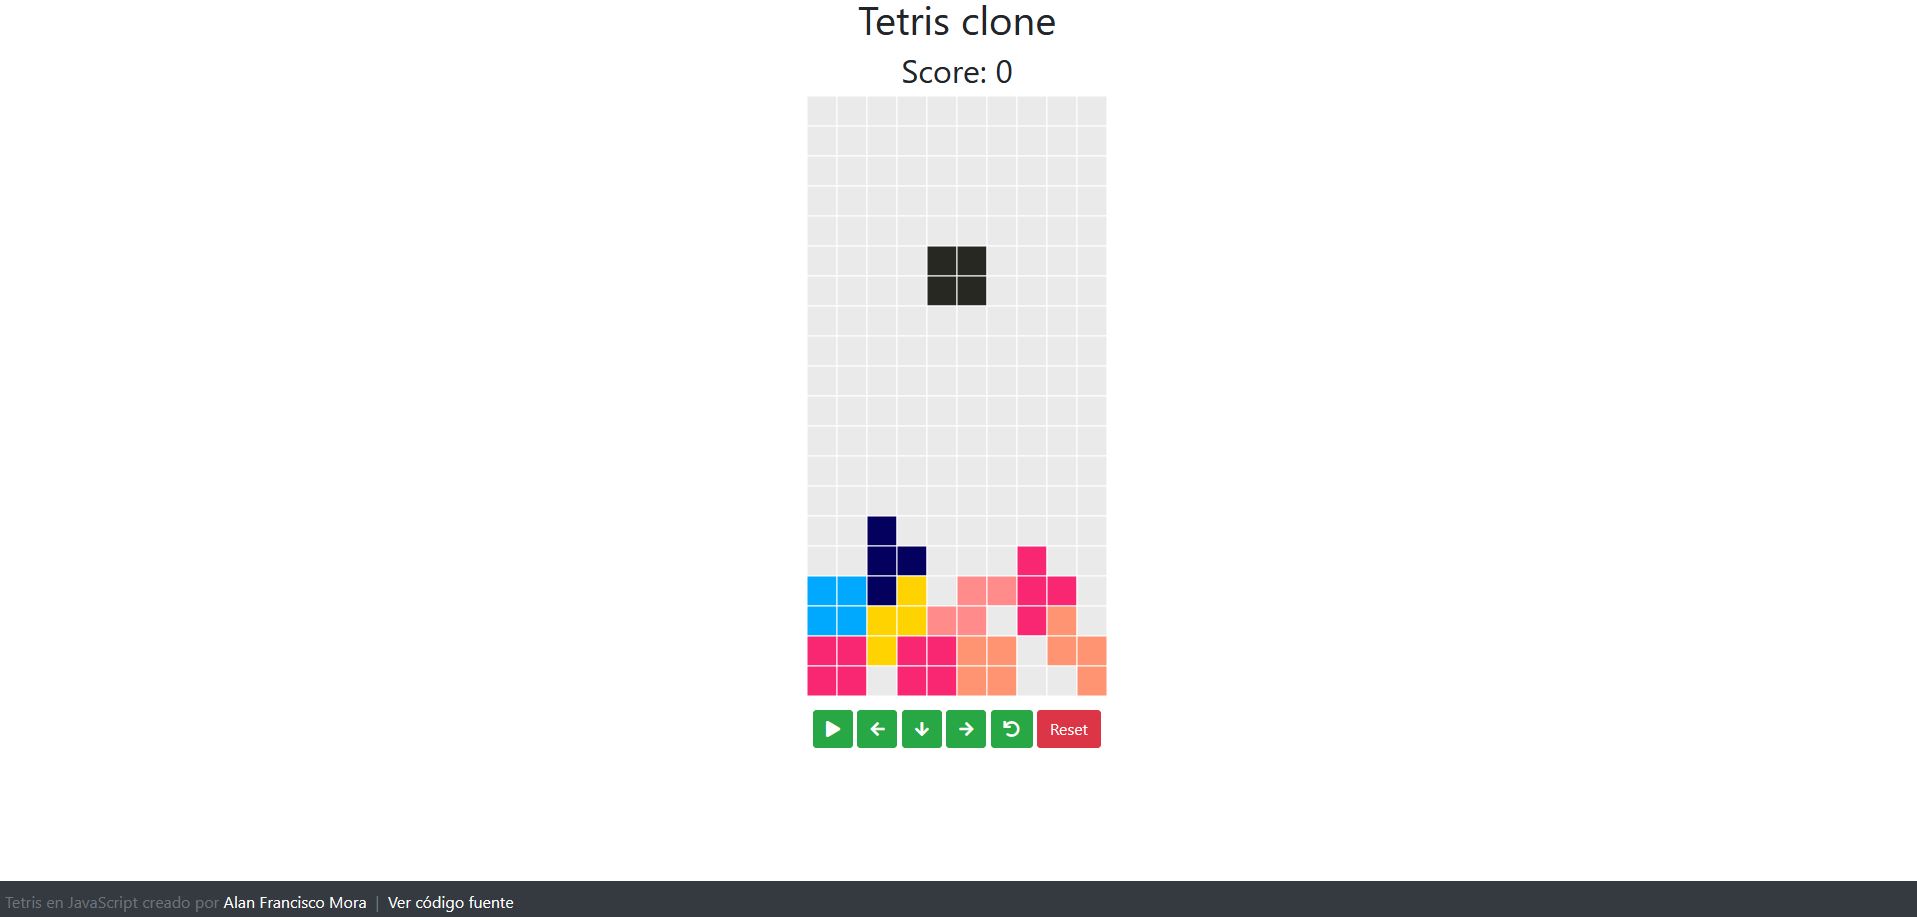 Tetris clone
Score: 0
Reset
Tetris en JavaScript creado por Alan Francisco Mora | Ver código fuente